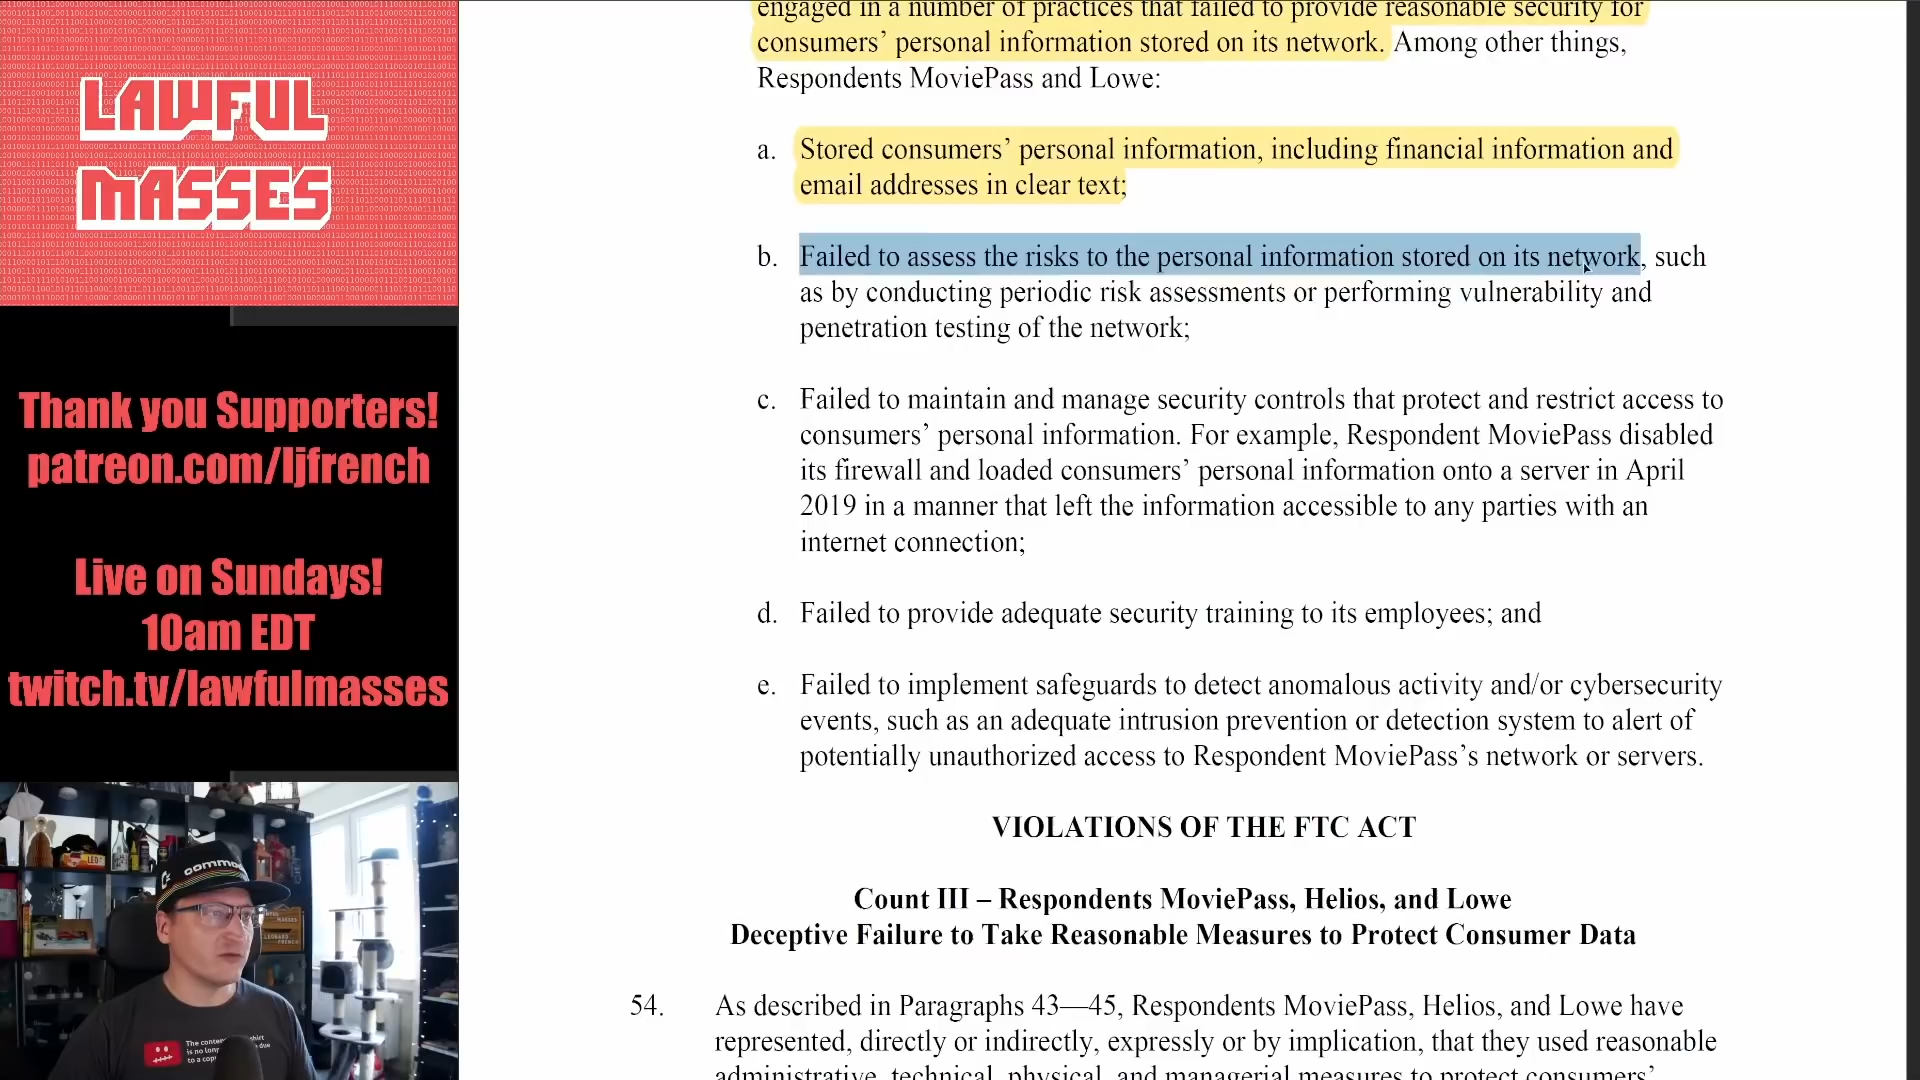 LAWFUL
MASSES
Thank you Supporters!
patreon.com/ljfrench
Live on Sundays!
10am EDT
twitch.tv/lawfulmasses
engaged in a number of practices that failed to provide reasonable security for
consumers’ personal information stored on its network. Among other things,
Respondents MoviePass and Lowe:
a. Stored consumers’ personal information, including financial information and
email addresses in clear text;
b. Failed to assess the risks to the personal information stored on its network, such
as by conducting periodic risk assessments or performing vulnerability and
penetration testing of the network;
c. Failed to maintain and manage security controls that protect and restrict access to
consumers’ personal information. For example, Respondent MoviePass disabled
its firewall and loaded consumers’ personal information onto a server in April
2019 in a manner that left the information accessible to any parties with an
internet connection;
d. Failed to provide adequate security training to its employees; and
e. Failed to implement safeguards to detect anomalous activity and/or cybersecurity
events, such as an adequate intrusion prevention or detection system to alert of
potentially unauthorized access to Respondent MoviePass’s network or servers.
VIOLATIONS OF THE FTC ACT
Count III – Respondents MoviePass, Helios, and Lowe
Deceptive Failure to Take Reasonable Measures to Protect Consumer Data
54. As described in Paragraphs 43—45, Respondents MoviePass, Helios, and Lowe have
represented, directly or indirectly, expressly or by implication, that they used reasonable
administrative, technical, physical, and managerial measures to protect consumers’